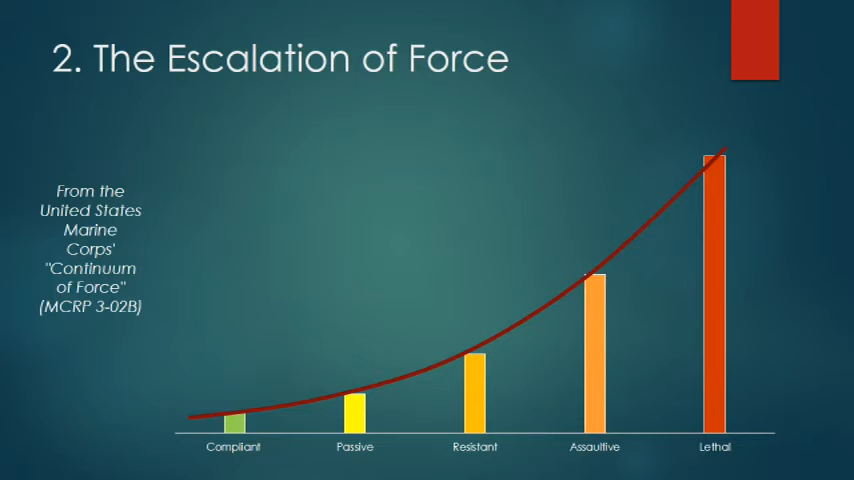 2. The Escalation of Force
From the
United States
Marine
Corps'
"Continuum
of Force"
(MCRP 3-02B)
Compliant Passive Resistant Assaultive Lethal